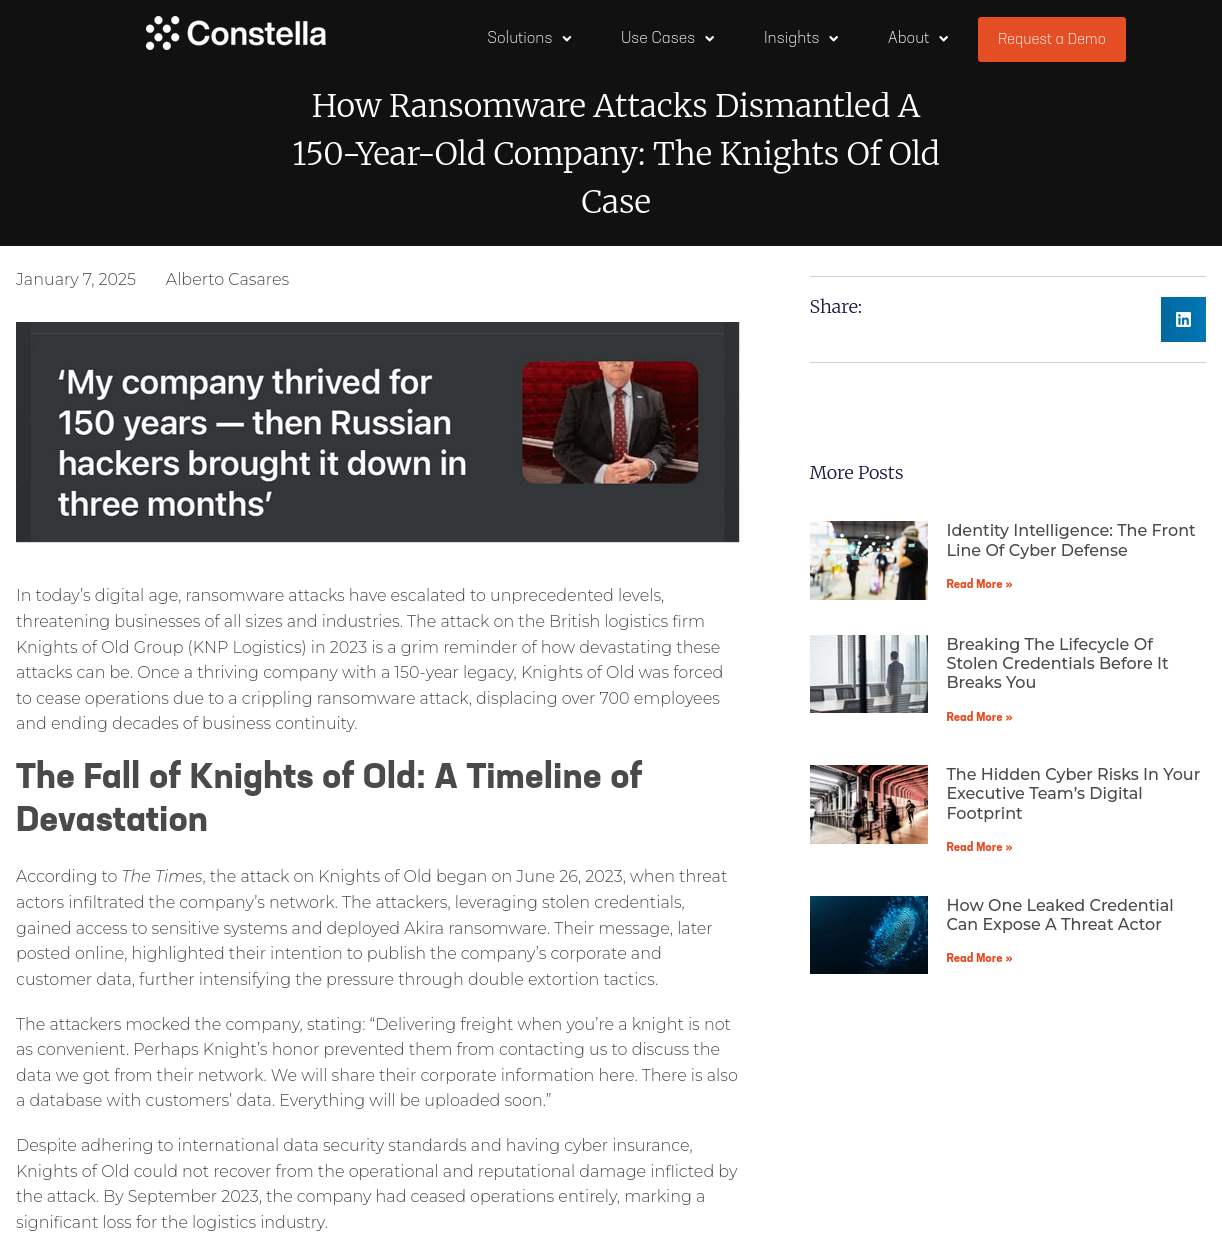 Constella
Solutions
Use Cases
Insights
About
Request a Demo
How Ransomware Attacks Dismantled A
150-Year-Old Company: The Knights Of Old
Case
January 7, 2025
Alberto Casares
‘My company thrived for
150 years — then Russian
hackers brought it down in
three months’
In today’s digital age, ransomware attacks have escalated to unprecedented levels,
threatening businesses of all sizes and industries. The attack on the British logistics firm
Knights of Old Group (KNP Logistics) in 2023 is a grim reminder of how devastating these
attacks can be. Once a thriving company with a 150-year legacy, Knights of Old was forced
to cease operations due to a crippling ransomware attack, displacing over 700 employees
and ending decades of business continuity.
The Fall of Knights of Old: A Timeline of
Devastation
According to The Times, the attack on Knights of Old began on June 26, 2023, when threat
actors infiltrated the company’s network. The attackers, leveraging stolen credentials,
gained access to sensitive systems and deployed Akira ransomware. Their message, later
posted online, highlighted their intention to publish the company’s corporate and
customer data, further intensifying the pressure through double extortion tactics.
The attackers mocked the company, stating: “Delivering freight when you’re a knight is not
as convenient. Perhaps Knight’s honor prevented them from contacting us to discuss the
data we got from their network. We will share their corporate information here. There is also
a database with customers’ data. Everything will be uploaded soon.”
Despite adhering to international data security standards and having cyber insurance,
Knights of Old could not recover from the operational and reputational damage inflicted by
the attack. By September 2023, the company had ceased operations entirely, marking a
significant loss for the logistics industry.
Share:
More Posts
Identity Intelligence: The Front
Line Of Cyber Defense
Read More »
Breaking The Lifecycle Of
Stolen Credentials Before It
Breaks You
Read More »
The Hidden Cyber Risks In Your
Executive Team’s Digital
Footprint
Read More »
How One Leaked Credential
Can Expose A Threat Actor
Read More »